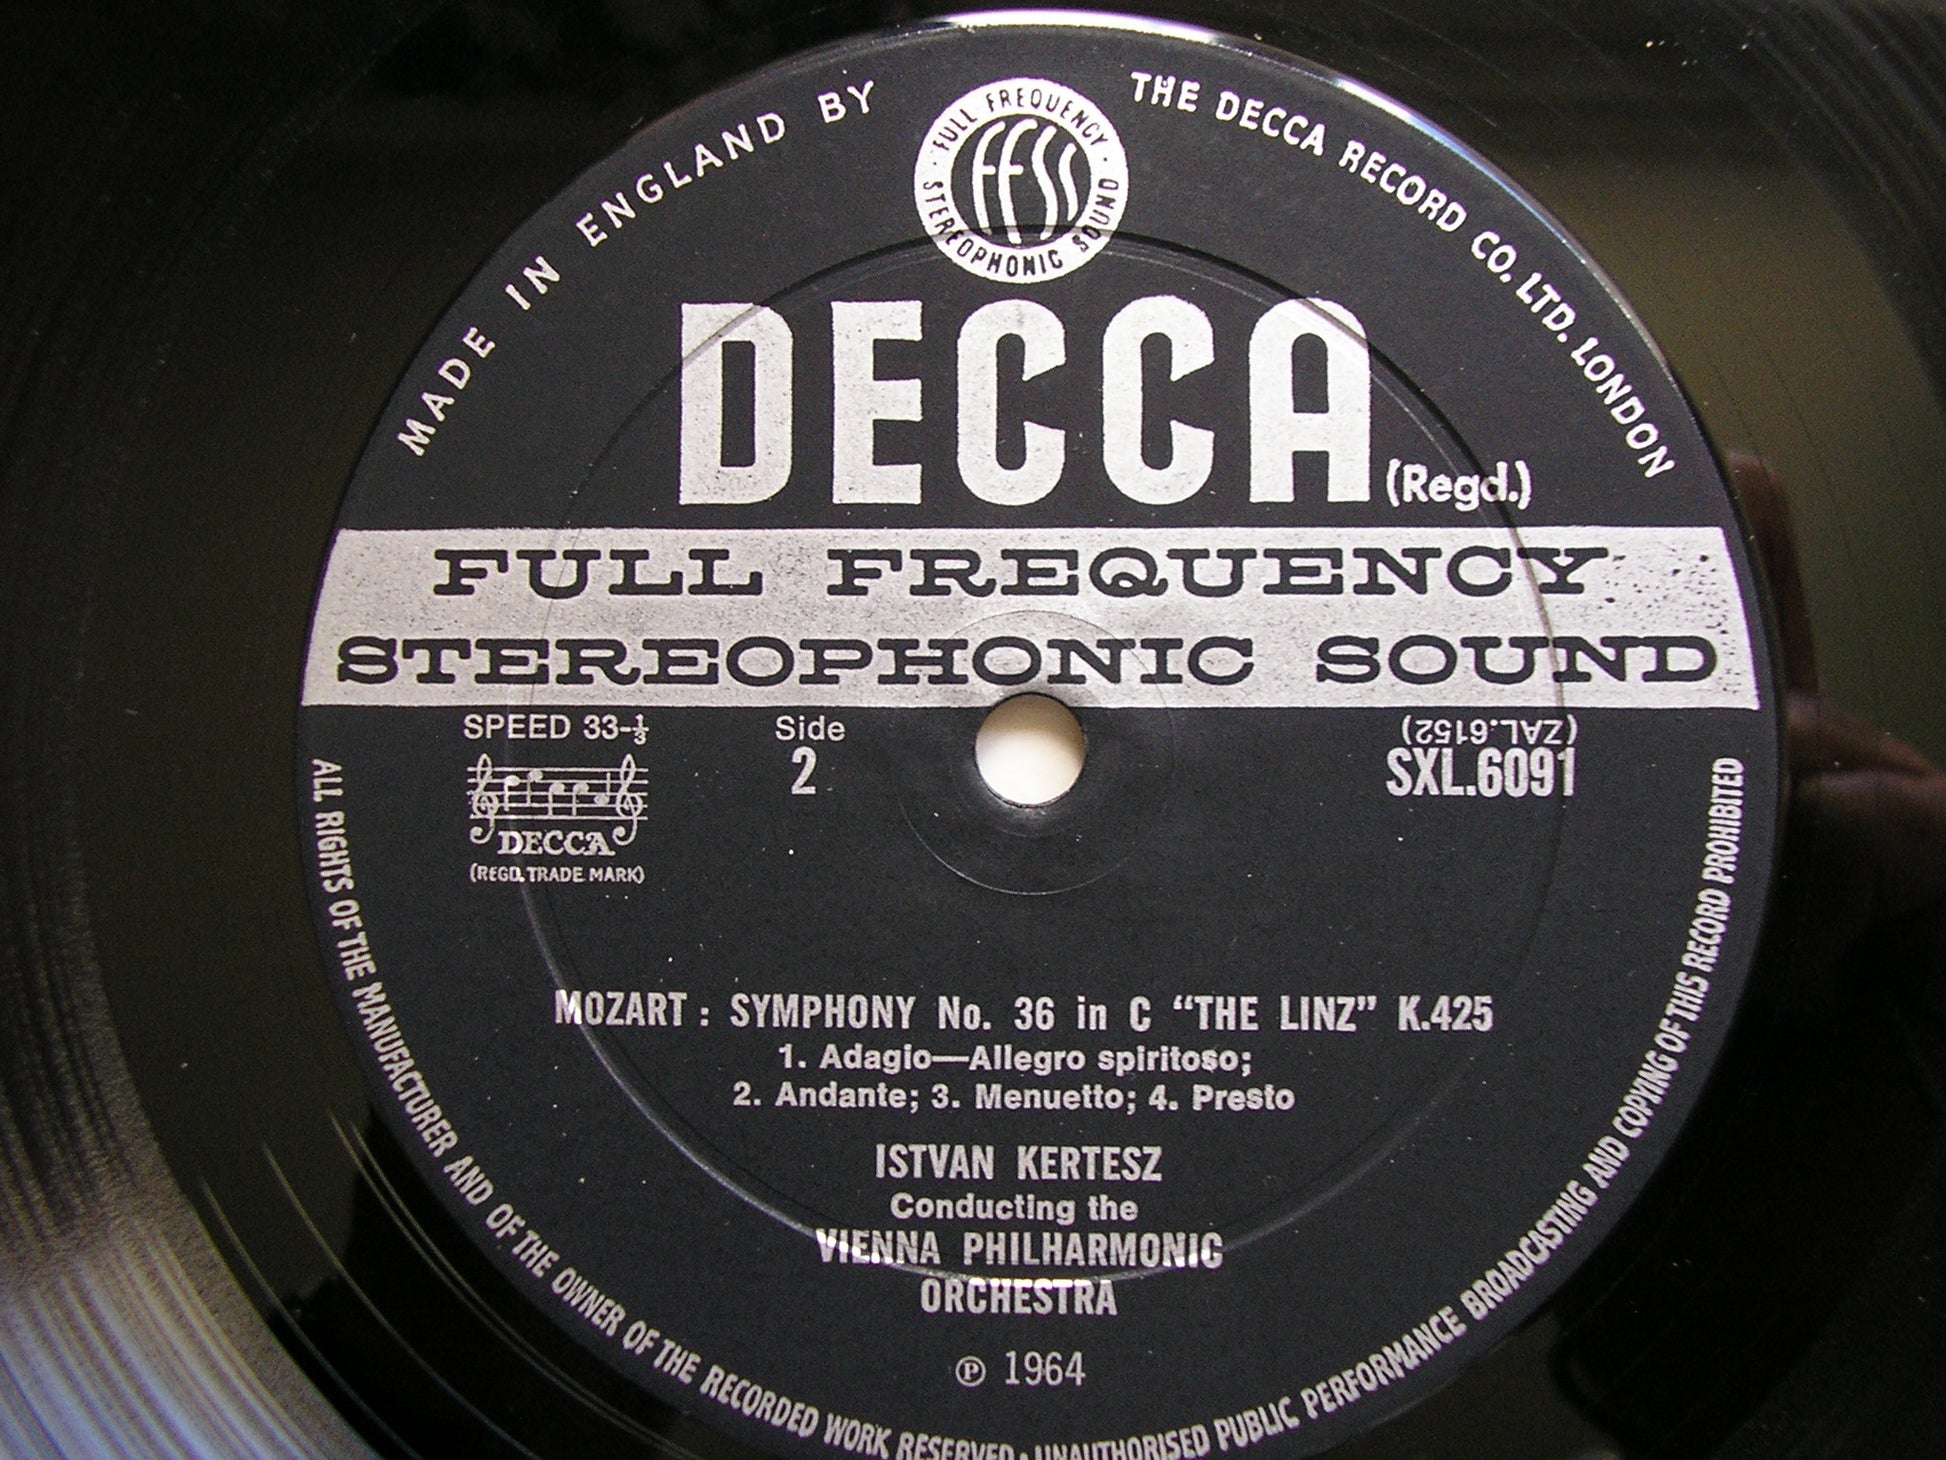 MADE IN ENGLAND BY
THE DECCA RECORD CO. LTD. LONDON
FULL FREQUENCY
FFSS
STEREOPHONIC SOUND
DECCA (Regd.)
FULL FREQUENCY
STEREOPHONIC SOUND
SPEED 33-⅓
Side
2
(ZAL.6152)
SXL.6091
DECCA
(REGD. TRADE MARK)
MOZART : SYMPHONY No. 36 in C “THE LINZ” K.425
1. Adagio—Allegro spiritoso;
2. Andante; 3. Menuetto; 4. Presto
ISTVAN KERTESZ
Conducting the
VIENNA PHILHARMONIC
ORCHESTRA
℗ 1964
ALL RIGHTS OF THE MANUFACTURER AND OF THE OWNER OF THE RECORDED WORK RESERVED • UNAUTHORISED PUBLIC PERFORMANCE BROADCASTING AND COPYING OF THIS RECORD PROHIBITED